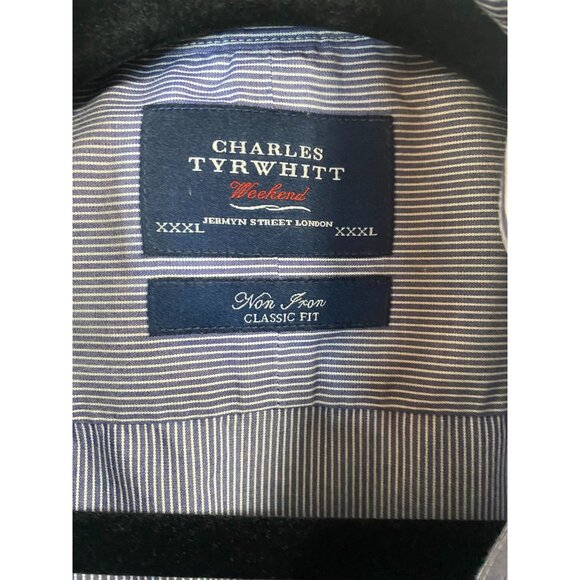 CHARLES
TYRWHITT
Weekend
JERMYN STREET LONDON
XXXL XXXL
Non Iron
CLASSIC FIT